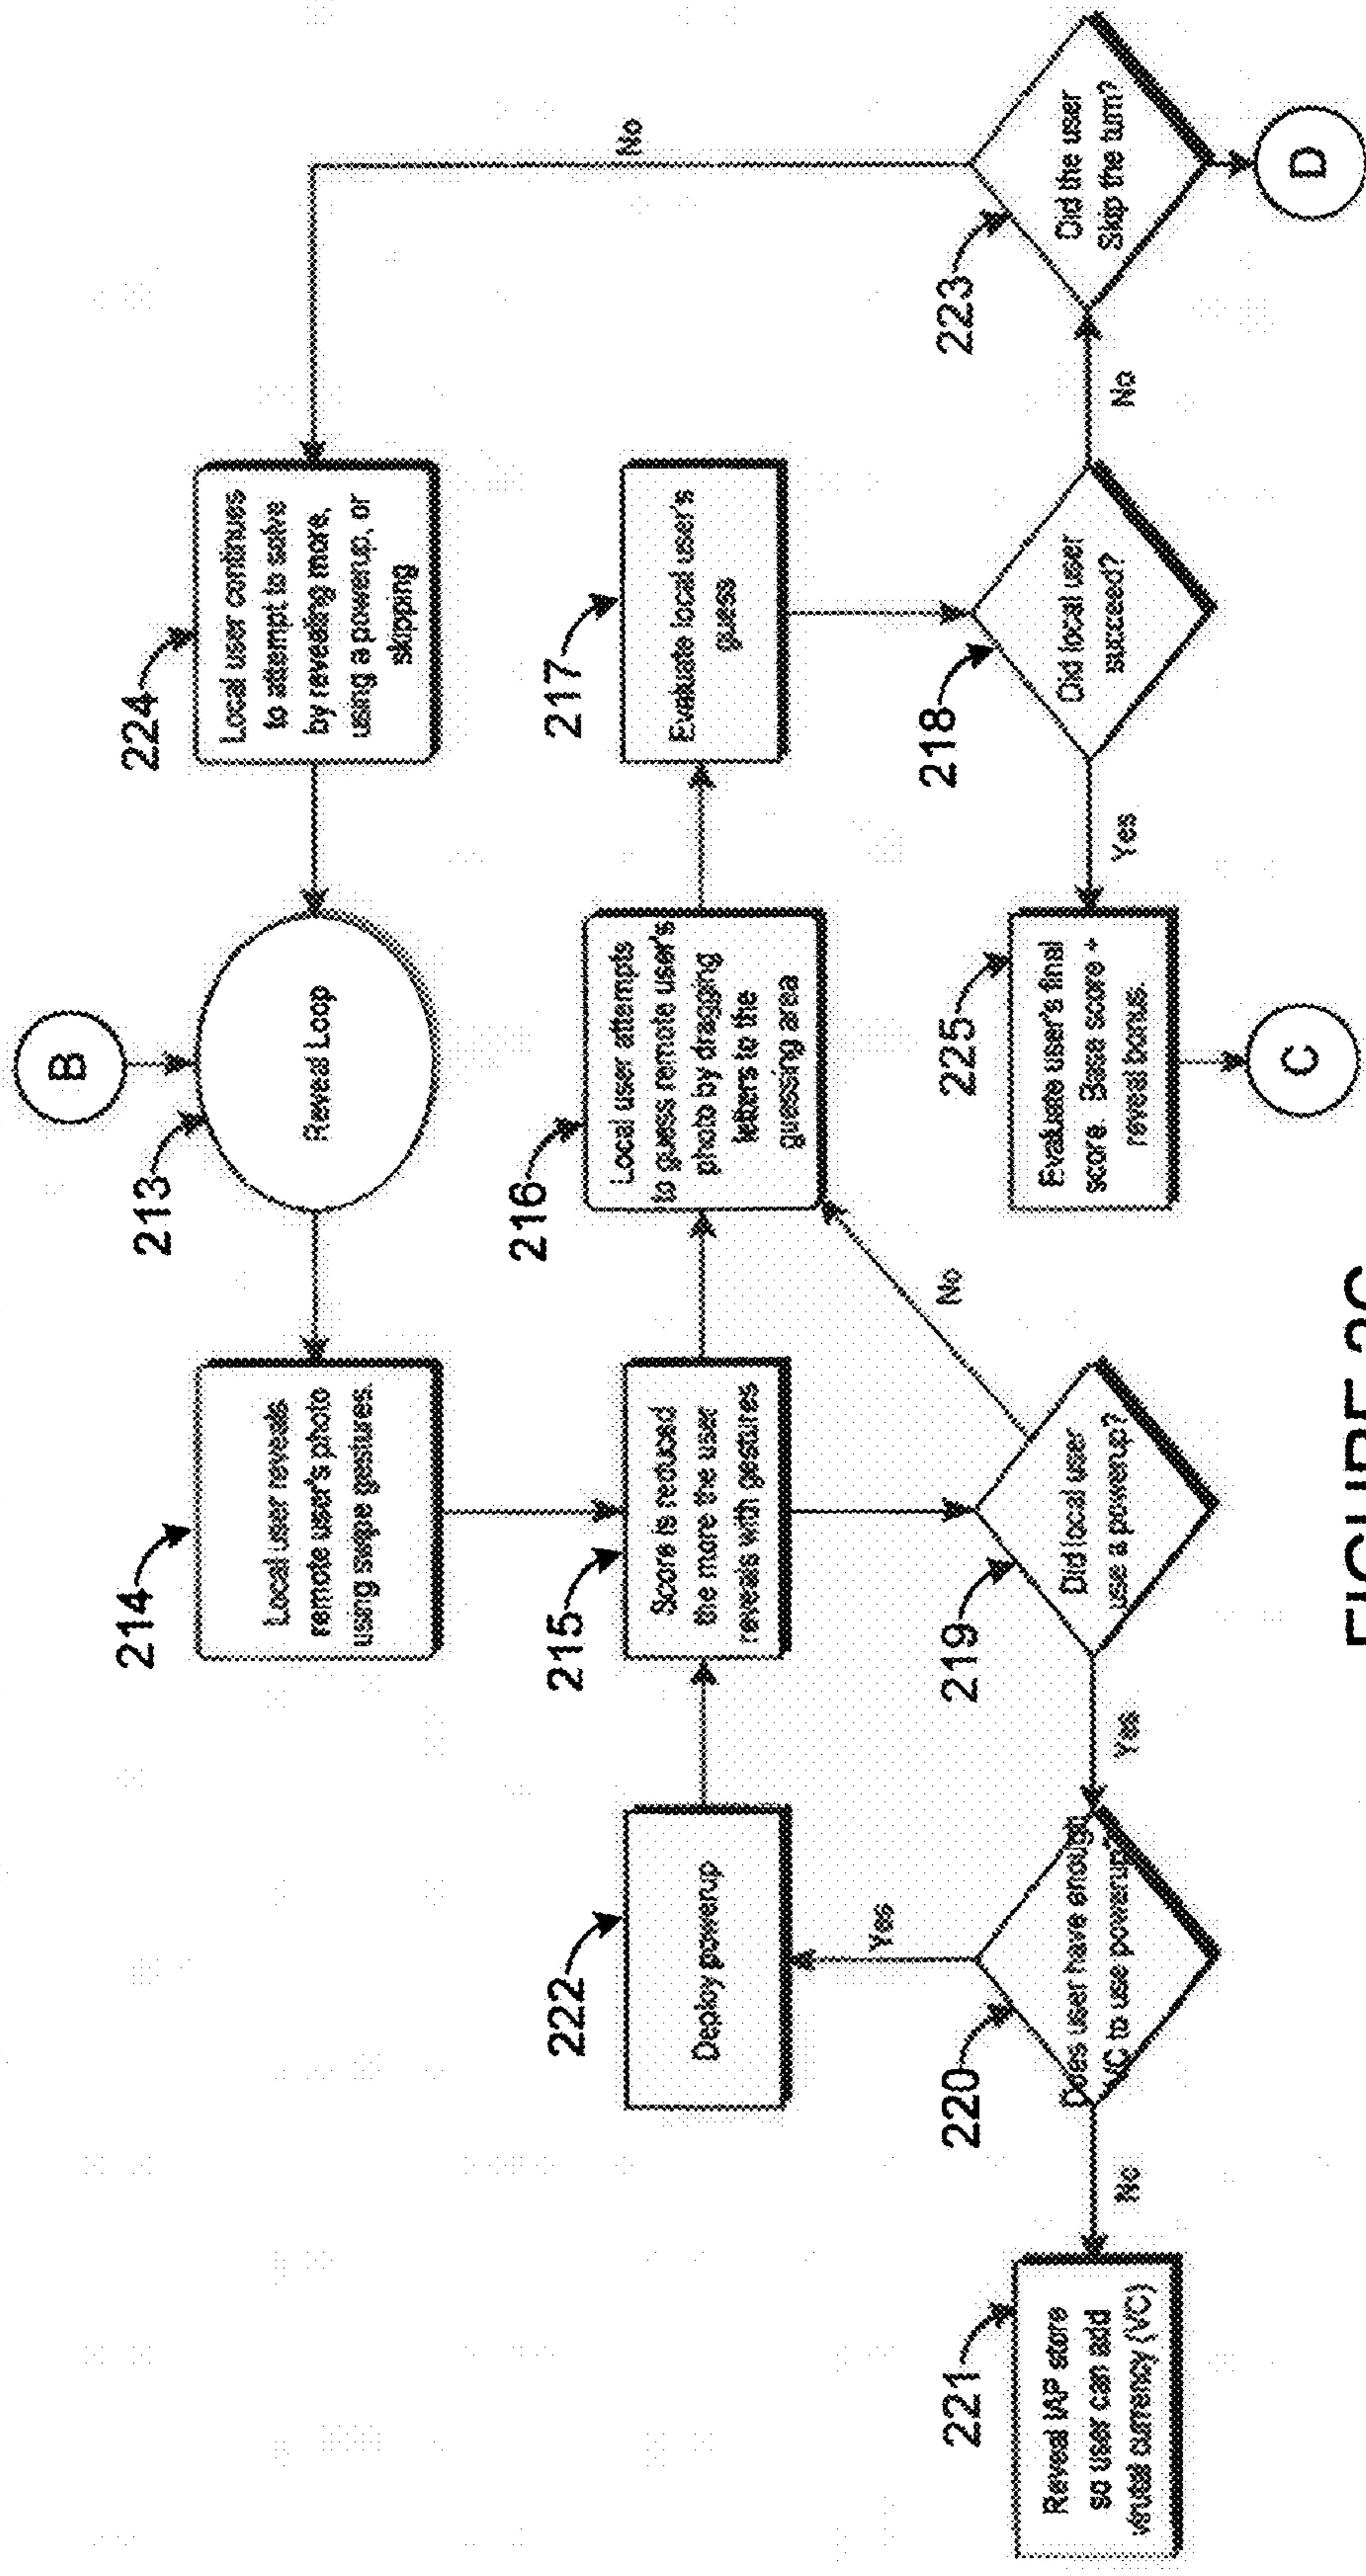 B
213
Reveal Loop
214
Local user reveals
remote user's photo
using swipe gestures.
224
Local user continues
to attempt to solve
by revealing more,
using a powerup, or
skipping
No
222
Deploy powerup
215
Score is reduced
the more the user
reveals with gestures
216
Local user attempts
to guess remote user's
photo by dragging
letters to the
guessing area
217
Evaluate local user's
guess
Yes
No
221
Reveal IAP store
so user can add
virtual currency (VC)
No
220
Does user have enough
VC to use powerup
Yes
219
Did local user
use a powerup?
225
Evaluate user's final
score. Base score +
reveal bonus.
Yes
218
Did local user
succeed?
No
223
Did the user
Skip the turn?
C
D